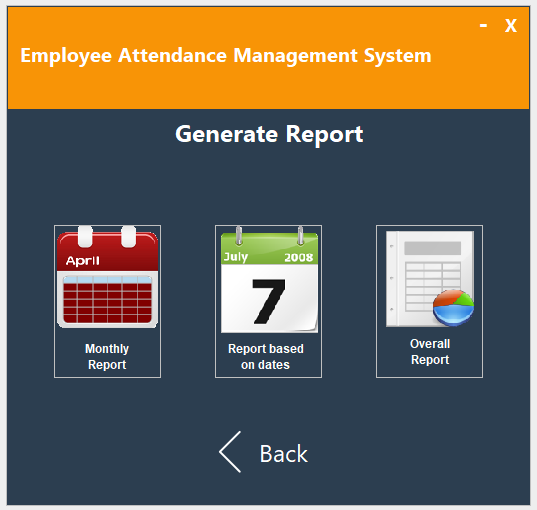 - X
Employee Attendance Management System
Generate Report
April
July 2008
7
Monthly
Report
Report based
on dates
Overall
Report
Back